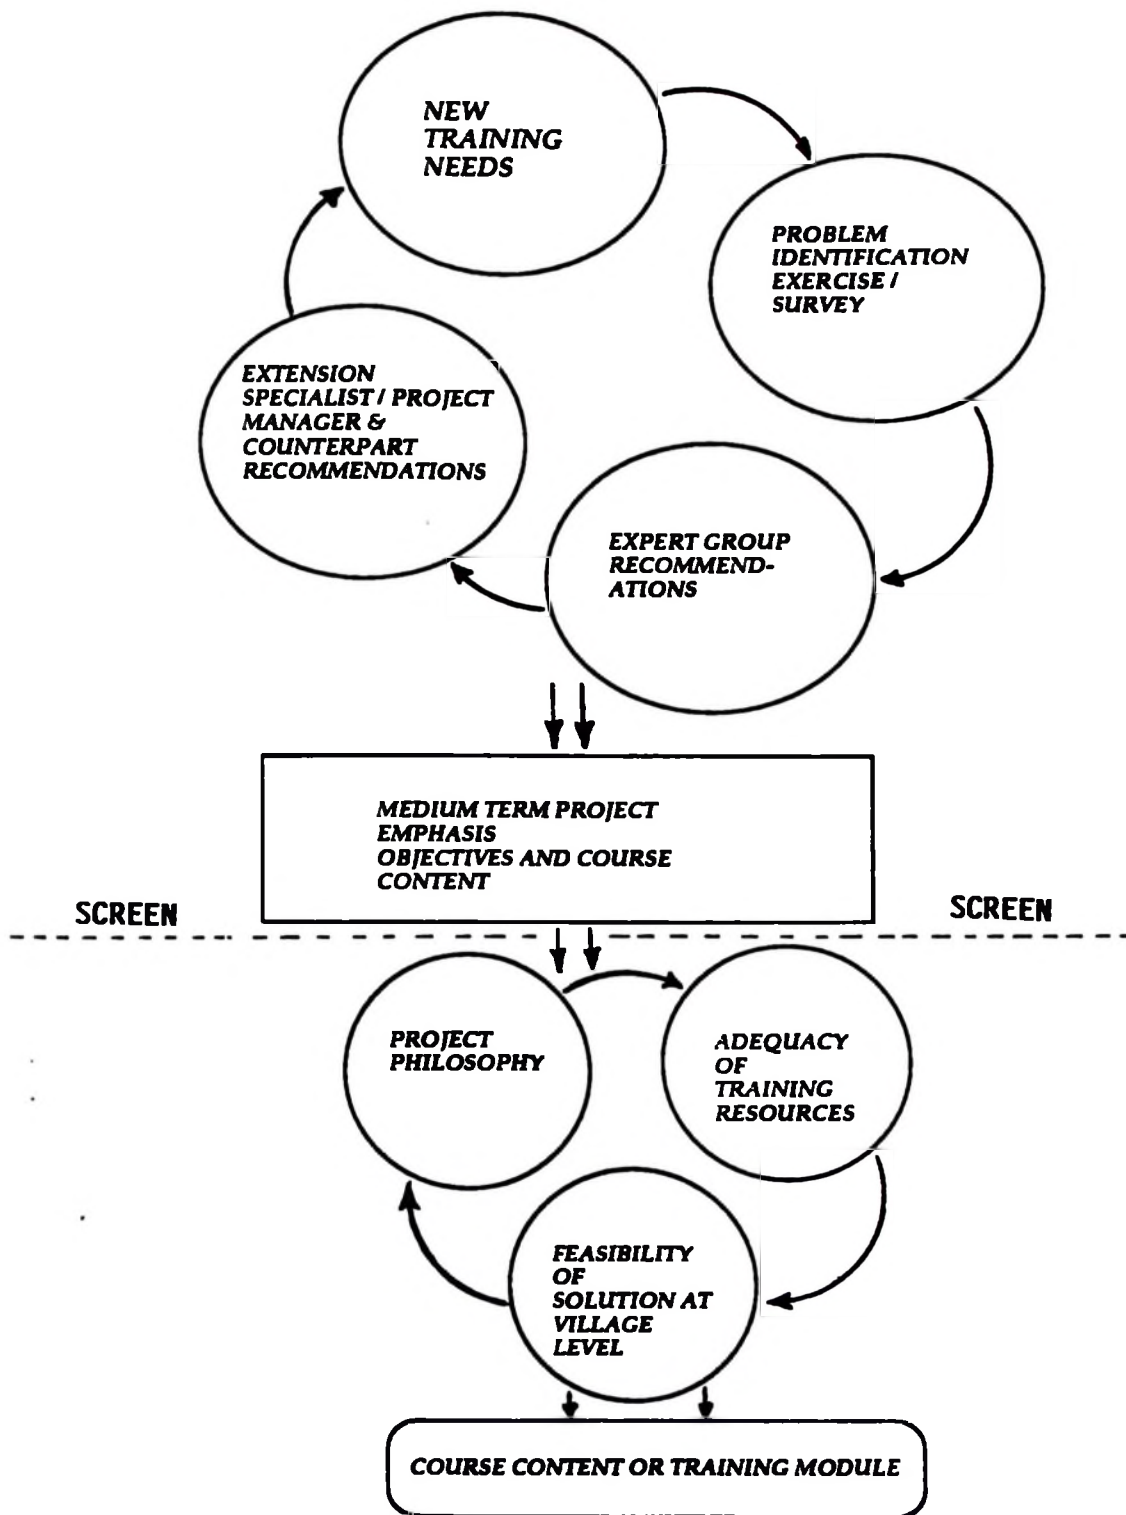 NEW
TRAINING
NEEDS
PROBLEM
IDENTIFICATION
EXERCISE /
SURVEY
EXTENSION
SPECIALIST / PROJECT
MANAGER &
COUNTERPART
RECOMMENDATIONS
EXPERT GROUP
RECOMMEND-
ATIONS
MEDIUM TERM PROJECT
EMPHASIS
OBJECTIVES AND COURSE
CONTENT
SCREEN
SCREEN
PROJECT
PHILOSOPHY
ADEQUACY
OF
TRAINING
RESOURCES
FEASIBILITY
OF
SOLUTION AT
VILLAGE
LEVEL
COURSE CONTENT OR TRAINING MODULE